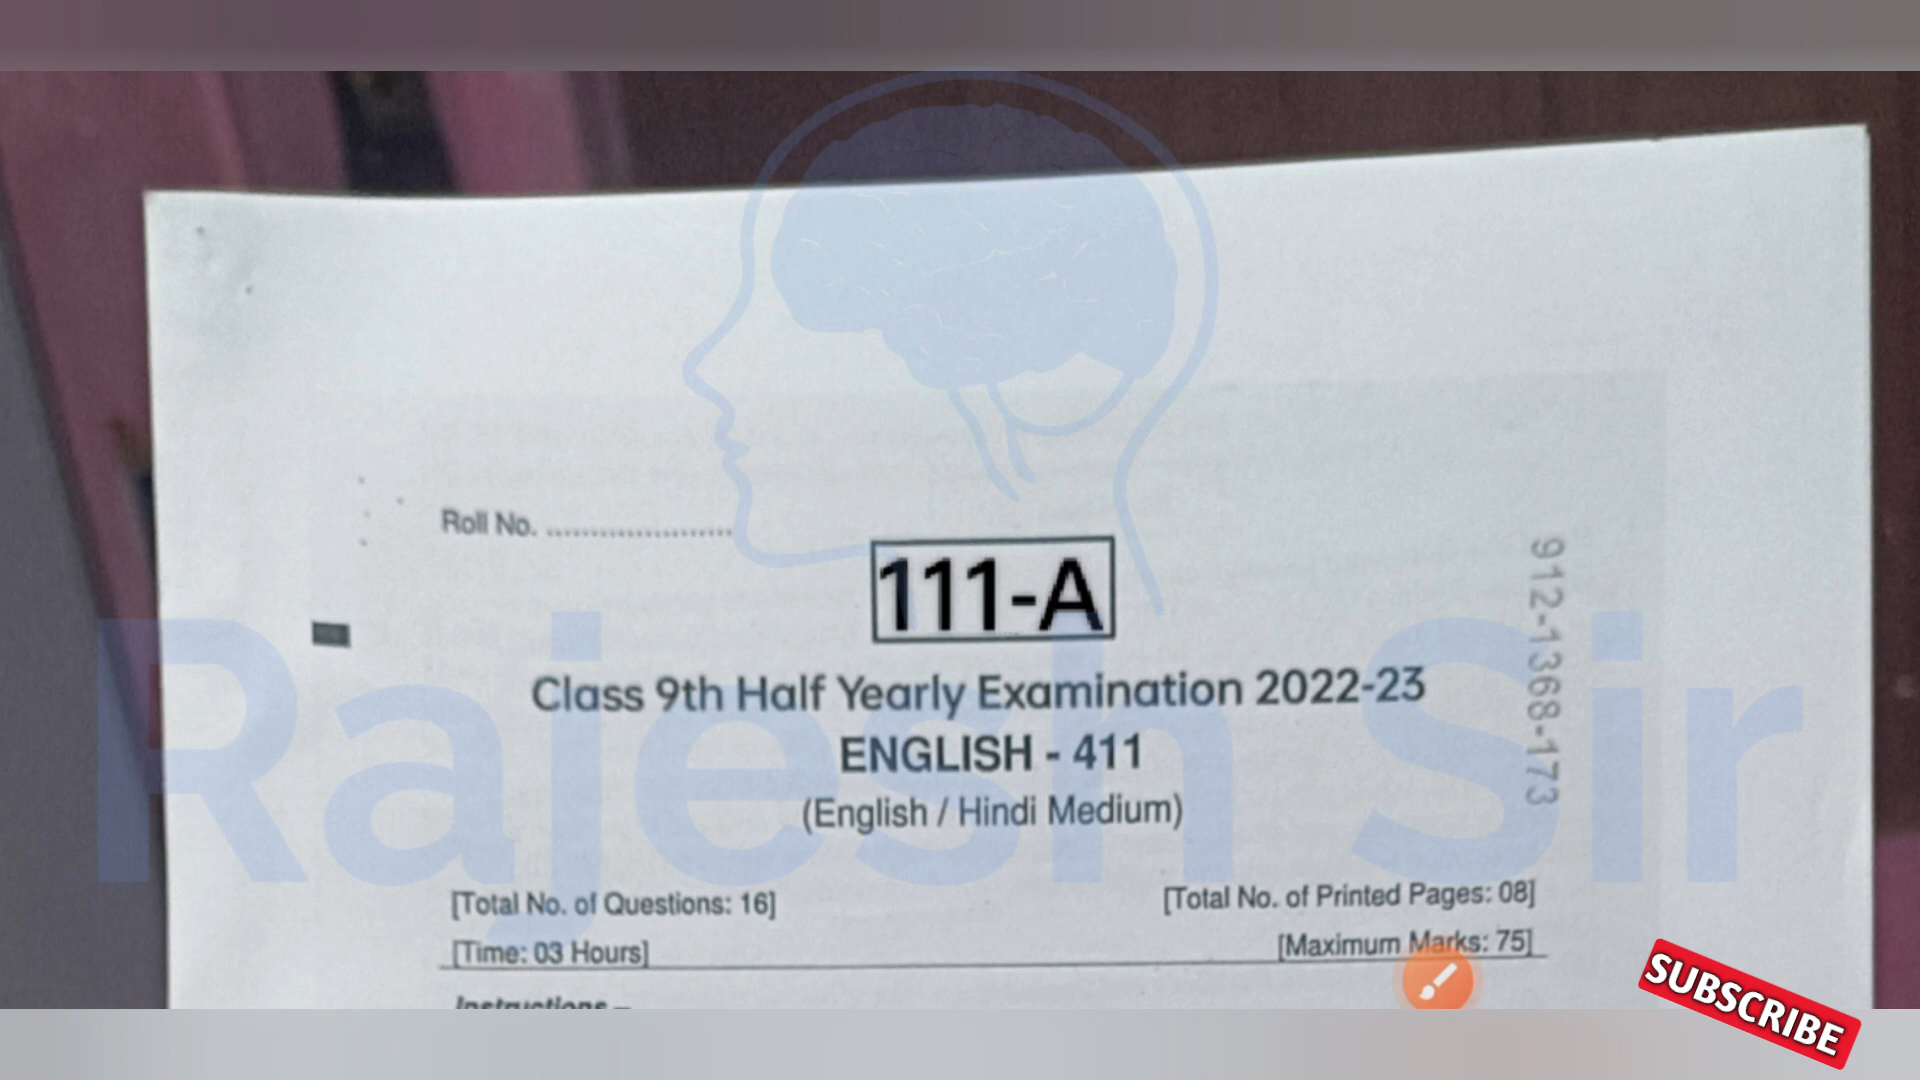 Roll No. ......................
111-A
912-1368-173
Class 9th Half Yearly Examination 2022-23
ENGLISH - 411
(English / Hindi Medium)
[Total No. of Questions: 16]
[Total No. of Printed Pages: 08]
[Time: 03 Hours]
[Maximum Marks: 75]
Instructions –
Rajesh Sir
SUBSCRIBE